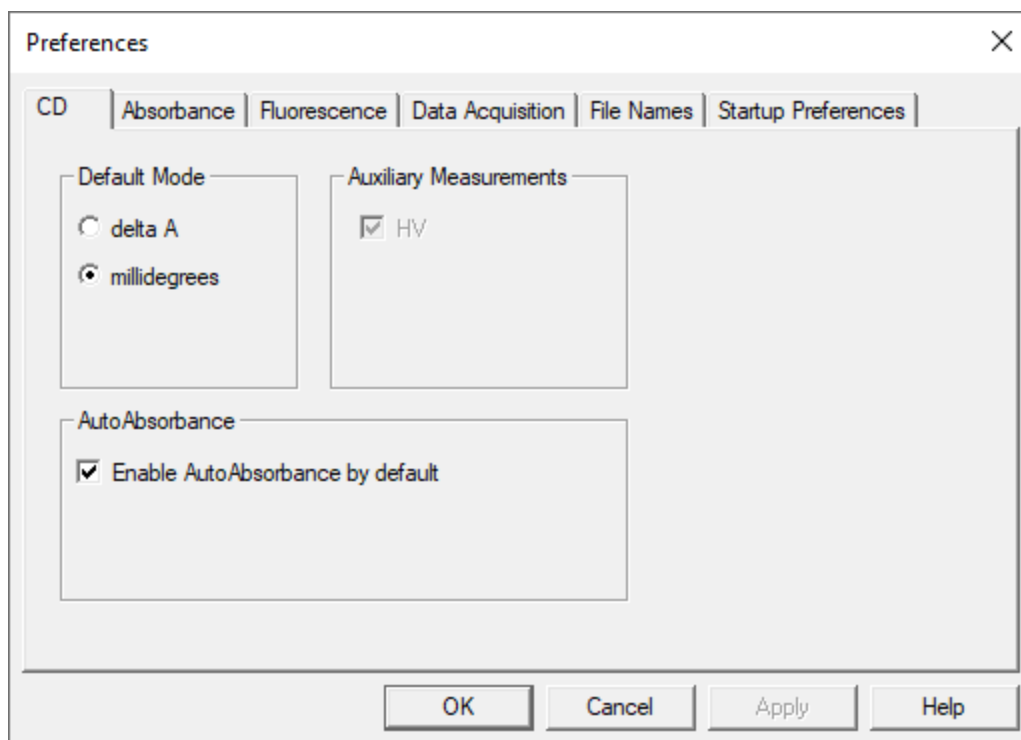 Preferences
CD Absorbance Fluorescence Data Acquisition File Names Startup Preferences
Default Mode Auxiliary Measurements
delta A HV
millidegrees
AutoAbsorbance
Enable AutoAbsorbance by default
OK Cancel Apply Help